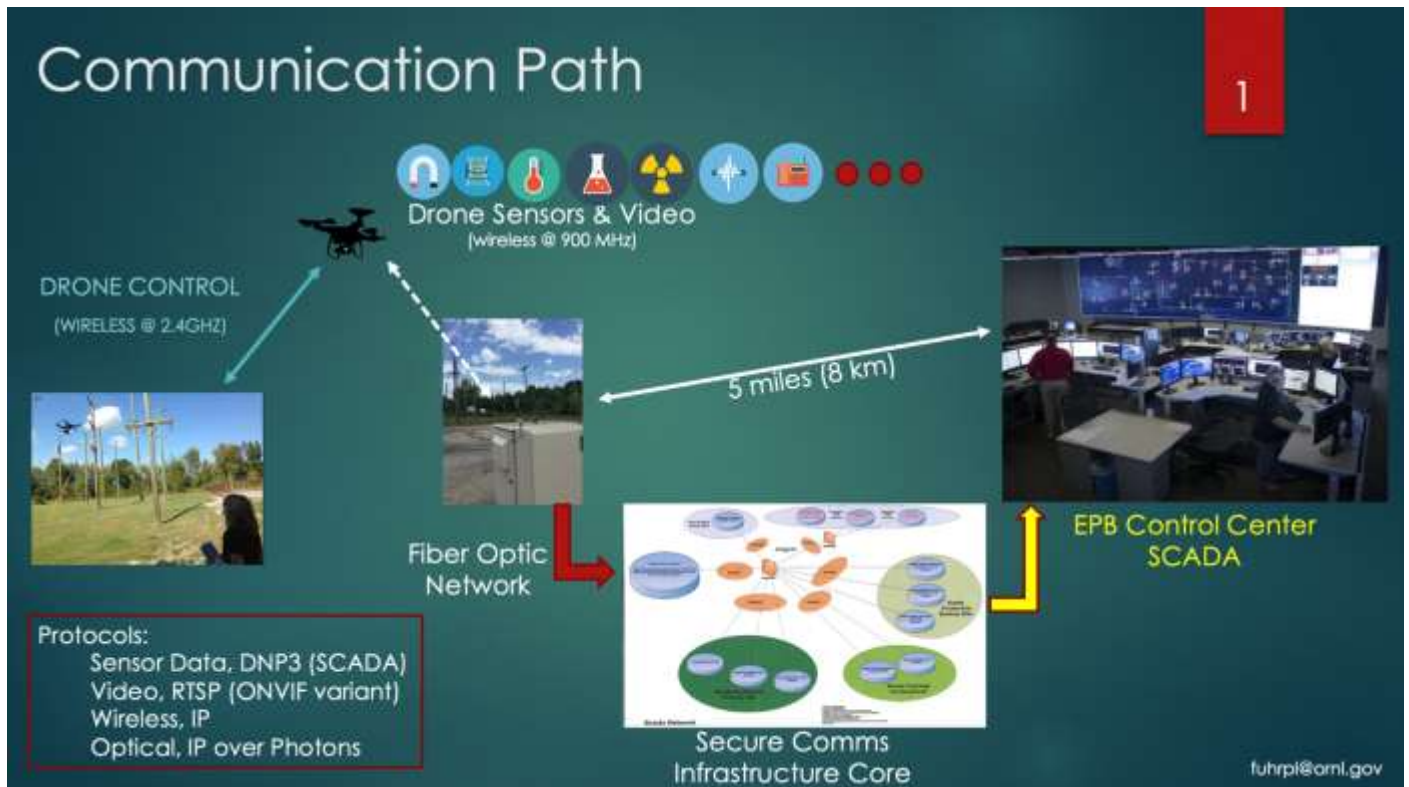 Communication Path
1
Drone Sensors & Video
(wireless @ 900 MHz)
DRONE CONTROL
(WIRELESS @ 2.4GHZ)
5 miles (8 km)
EPB Control Center
SCADA
Fiber Optic
Network
Protocols:
Sensor Data, DNP3 (SCADA)
Video, RTSP (ONVIF variant)
Wireless, IP
Optical, IP over Photons
Scada Network
Secure Comms
Infrastructure Core
fuhrpl@ornl.gov